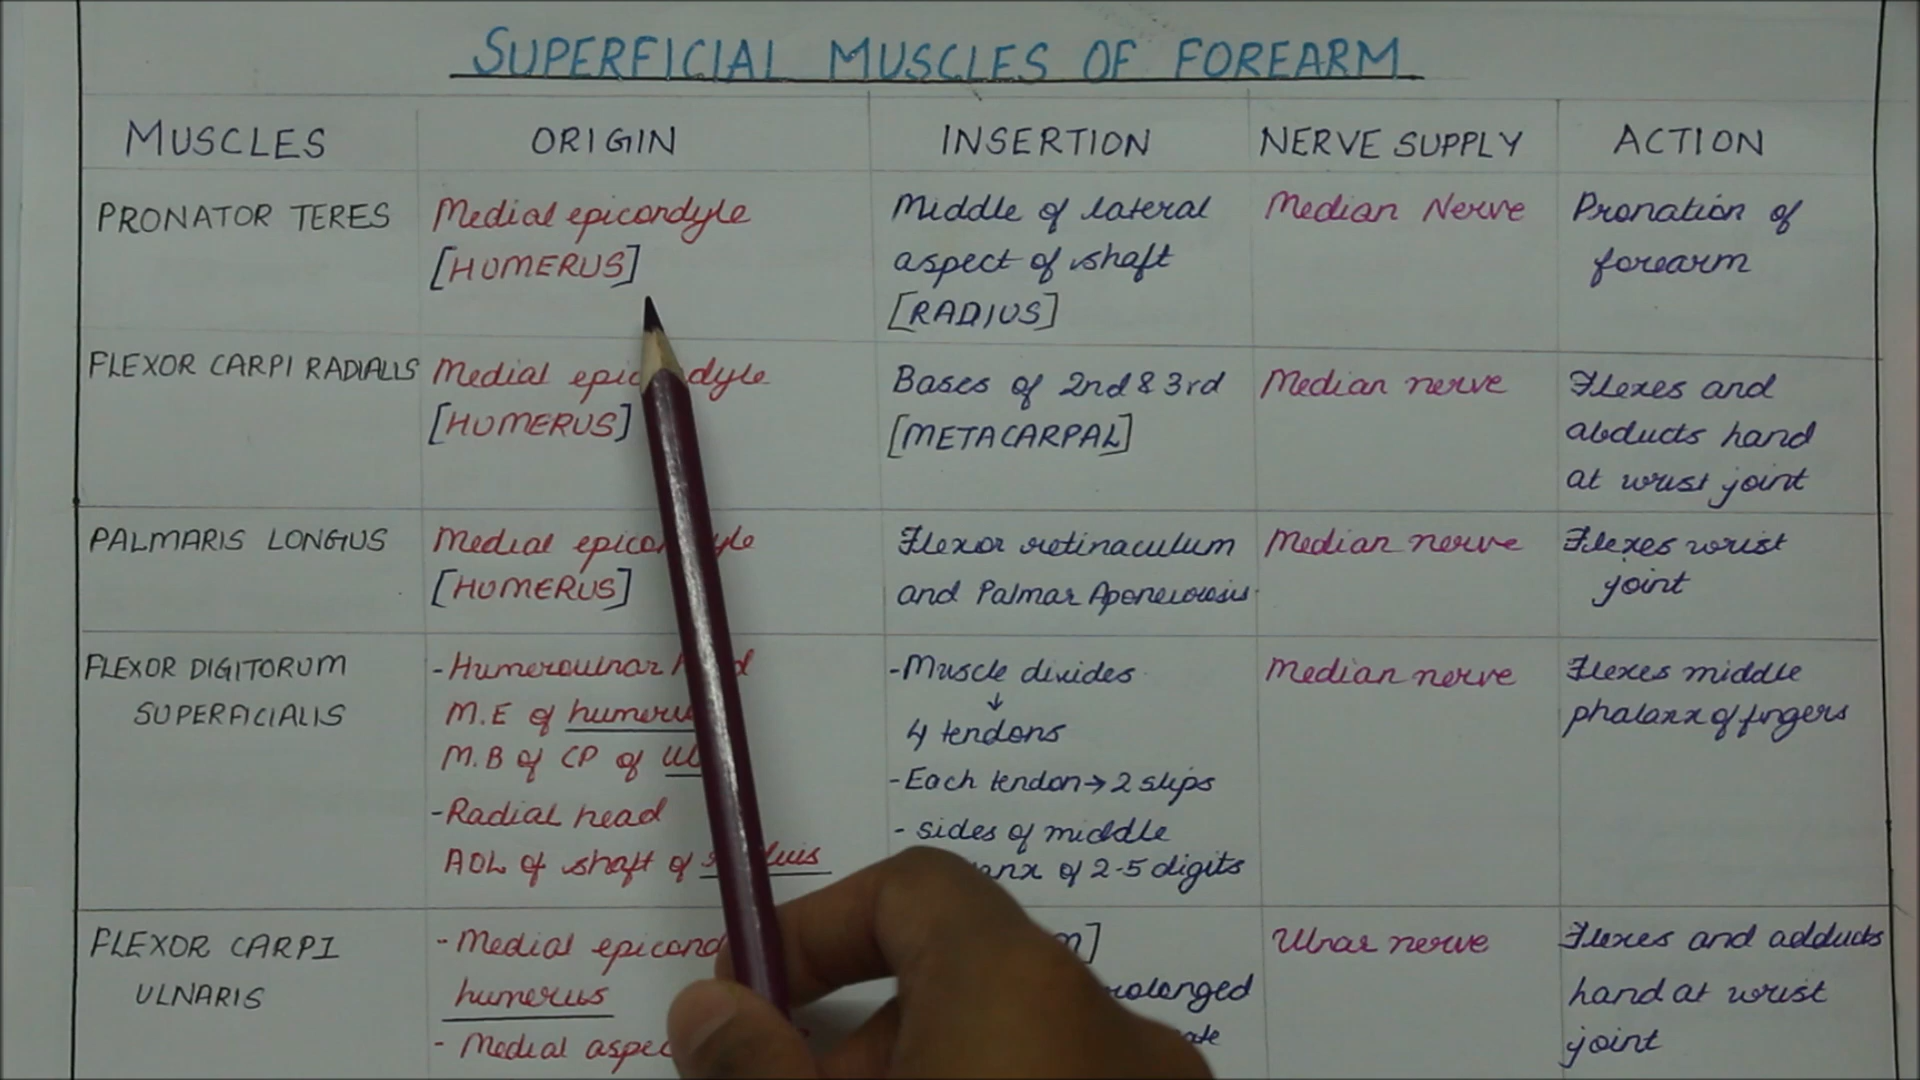 SUPERFICIAL MUSCLES OF FOREARM
MUSCLES ORIGIN INSERTION NERVE SUPPLY ACTION
PRONATOR TERES
Medial epicondyle
[HUMERUS]
Middle of lateral
aspect of shaft
[RADIUS]
Median Nerve
Pronation of
forearm
FLEXOR CARPI RADIALIS
Medial
[HUMERUS]
Bases of 2nd & 3rd
[METACARPAL]
Median nerve
Flexes and
abducts hand
at wrist joint
PALMARIS LONGUS
Medial
[HUMERUS]
Flexor retinaculum
and Palmar Aponeurosis
Median nerve
Flexes wrist
joint
FLEXOR DIGITORUM
SUPERFICIALIS
- Humeroulnar
M.E of
M.B of CP of
- Radial head
AOL of shaft of
- Muscle divides
↓
4 tendons
- Each tendon → 2 slips
- sides of middle
of 2-5 digits
Median nerve
Flexes middle
phalanx of fingers
FLEXOR CARPI
ULNARIS
- Medial
humerus
- Medial
Ulnar nerve
Flexes and adducts
hand at wrist
joint